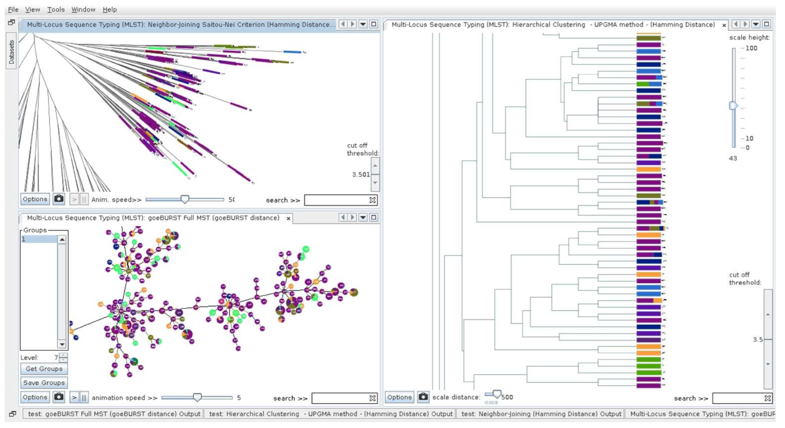 File View Tools Window Help
Datasets
Multi-Locus Sequence Typing (MLST): Neighbor-Joining Saitou-Nei Criterion (Hamming Distance...
cut off
threshold:
3.501
Options Anim. speed>> 5( search >>
Multi-Locus Sequence Typing (MLST): goeBURST Full MST (goeBURST distance) ×
Groups
1
Level: 7
Get Groups
Save Groups
Options > || animation speed >> 5 search >>
Multi-Locus Sequence Typing (MLST): Hierarchical Clustering - UPGMA method - (Hamming Distance) ×
scale height:
100
10
0
43
cut off
threshold:
3.5
Options scale distance: 500 search >>
test: goeBURST Full MST (goeBURST distance) Output test: Hierarchical Clustering - UPGMA method - (Hamming Distance) Output test: Neighbor-Joining (Hamming Distance) Output Multi-Locus Sequence Typing (MLST): goeBUR